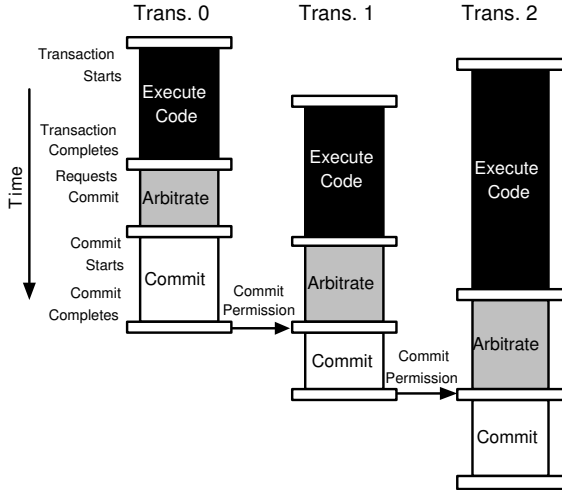 Trans. 0
Trans. 1
Trans. 2
Transaction
Starts
Execute
Code
Transaction
Completes
Requests
Commit
Arbitrate
Commit
Starts
Commit
Commit
Completes
Time
Commit
Permission
Execute
Code
Arbitrate
Commit
Commit
Permission
Execute
Code
Arbitrate
Commit